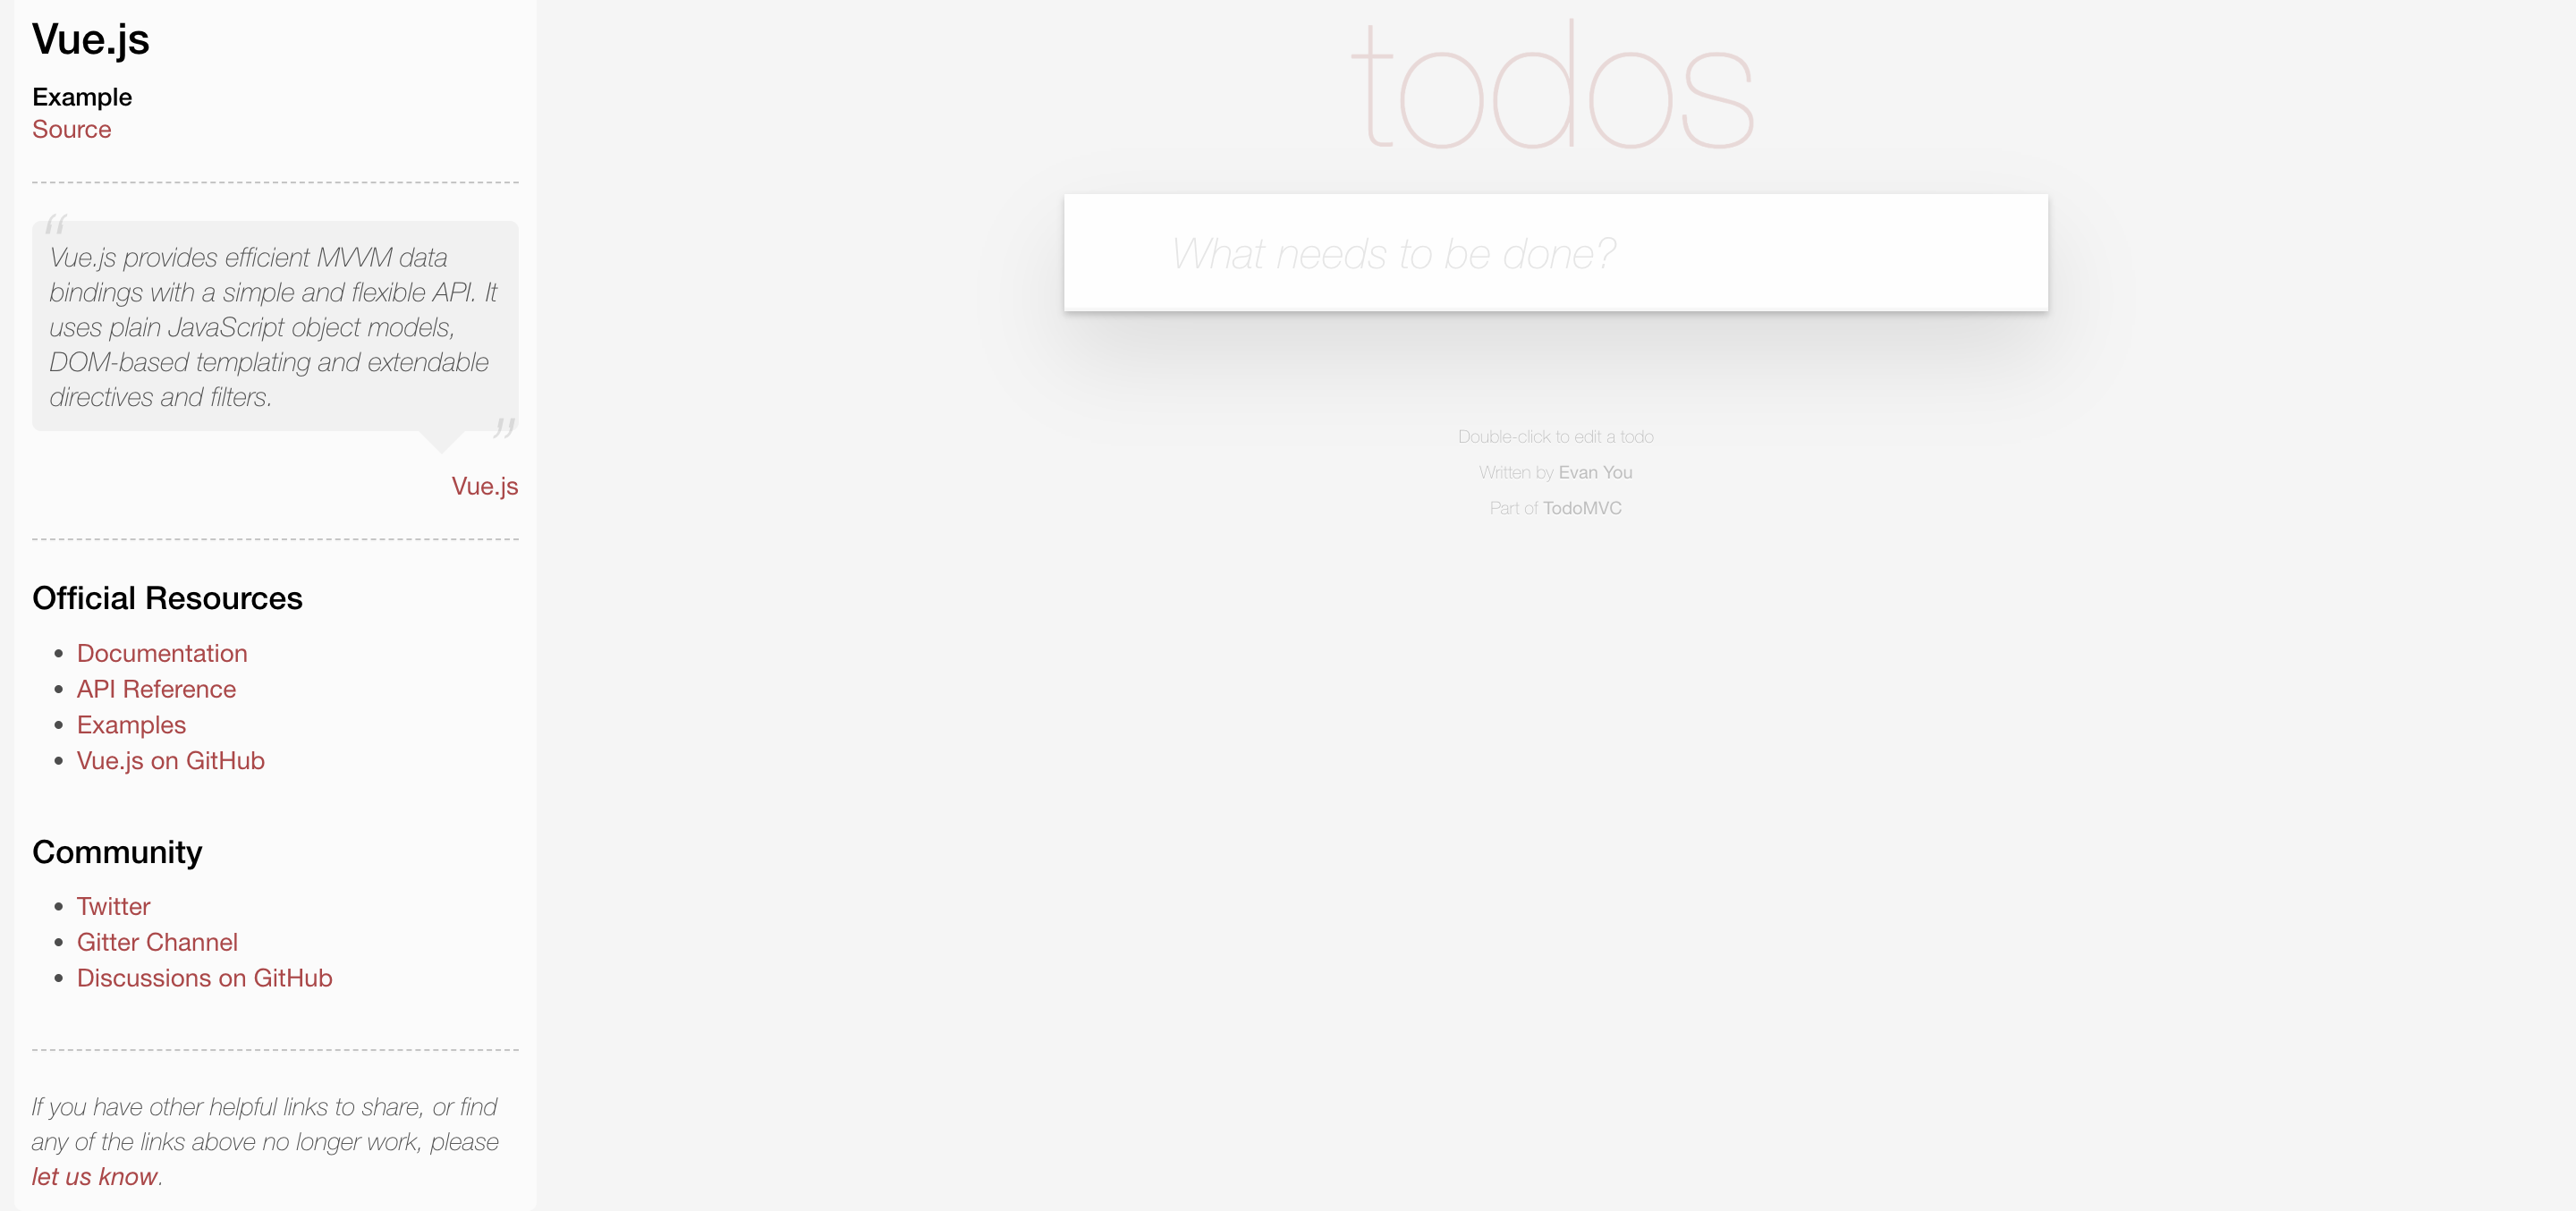 Vue.js
Example
Source
“
Vue.js provides efficient MVVM data
bindings with a simple and flexible API. It
uses plain JavaScript object models,
DOM-based templating and extendable
directives and filters.
”
Vue.js
Official Resources
• Documentation
• API Reference
• Examples
• Vue.js on GitHub
Community
• Twitter
• Gitter Channel
• Discussions on GitHub
If you have other helpful links to share, or find
any of the links above no longer work, please
let us know.
todos
What needs to be done?
Double-click to edit a todo
Written by Evan You
Part of TodoMVC